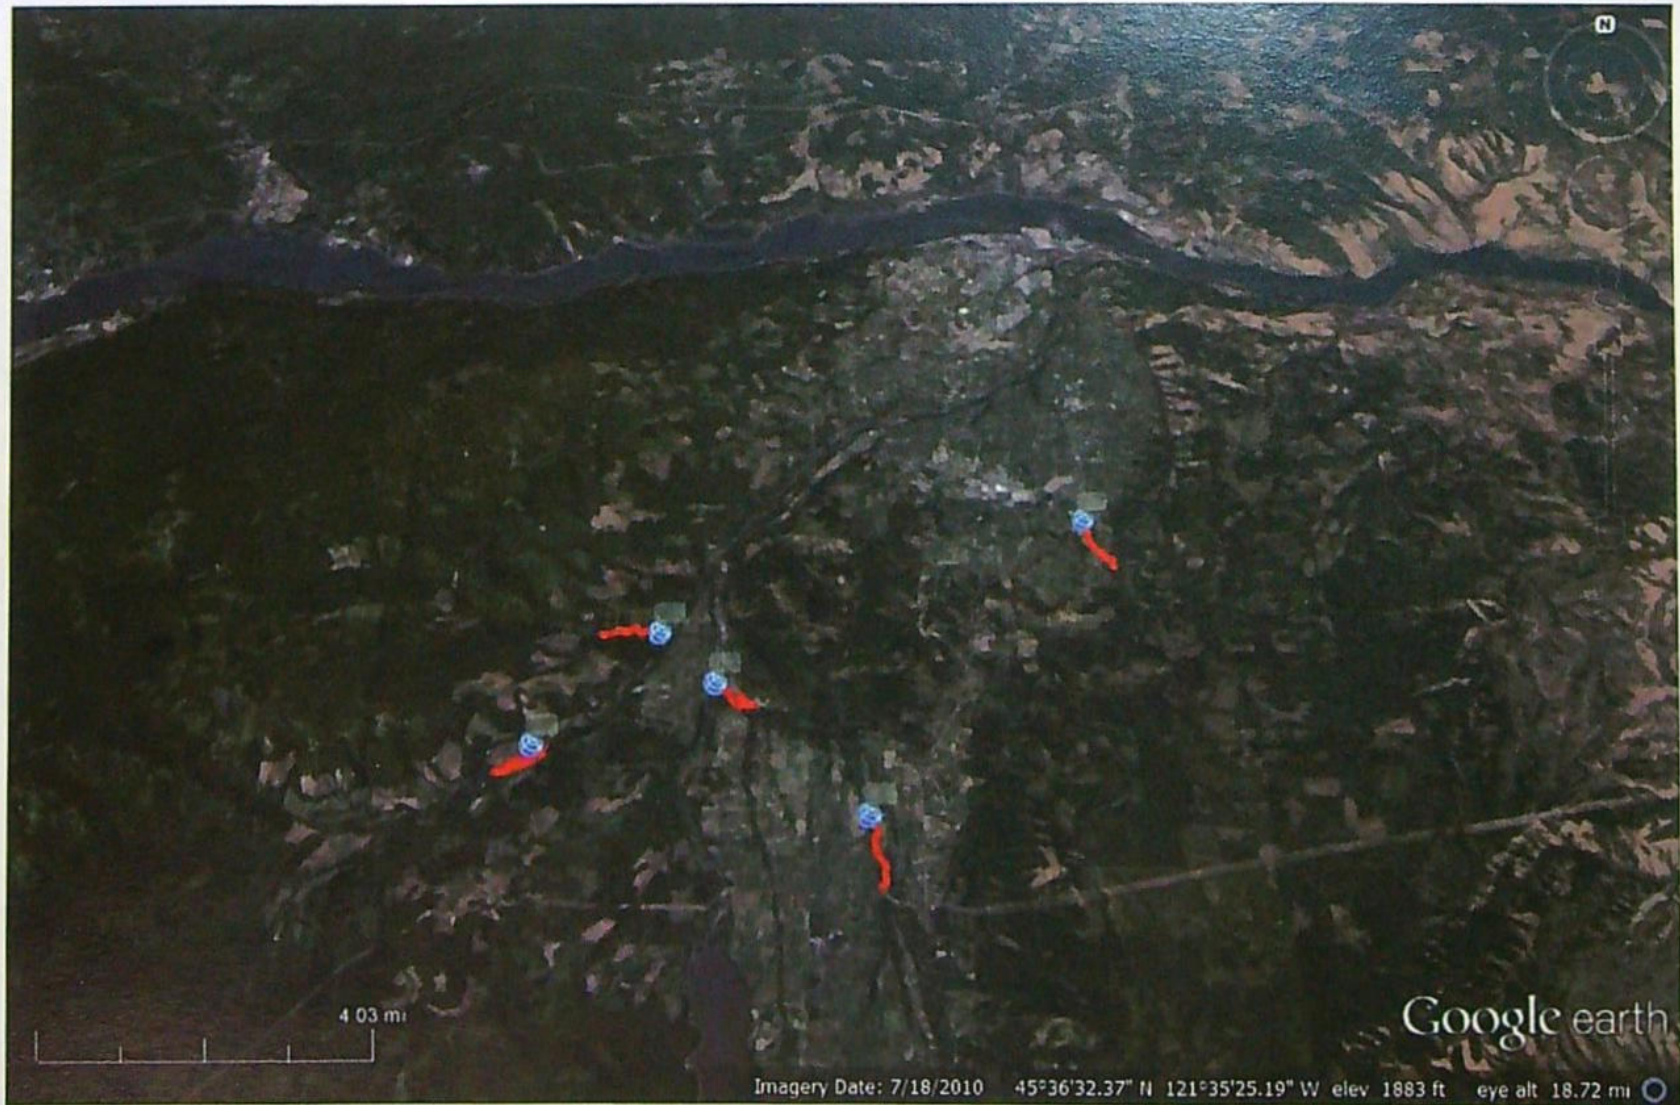 N
4.03 mi
Google earth
Imagery Date: 7/18/2010 45°36'32.37" N 121°35'25.19" W elev 1883 ft eye alt 18.72 mi